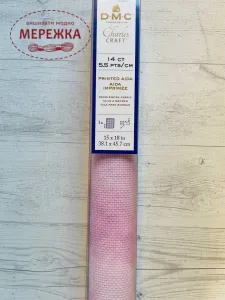 ВИШИВАТИ МОДНО
МЕРЕЖКА
DMC
Charles
CRAFT
14 CT
5,5 PTS/CM
PRINTED AIDA
AIDA
IMPRIMÉE
15 x 18 in
38.1 x 45.7 cm